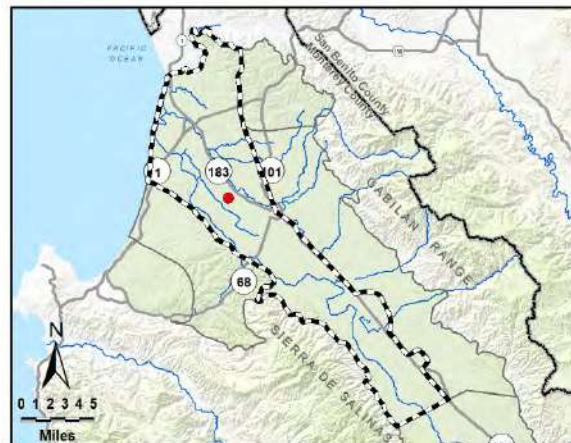 1
PACIFIC
OCEAN
San Benito County
Monterey County
1
183
101
GABILAN RANGE
68
SIERRA DE SALINAS
N
0 1 2 3 4 5
Miles